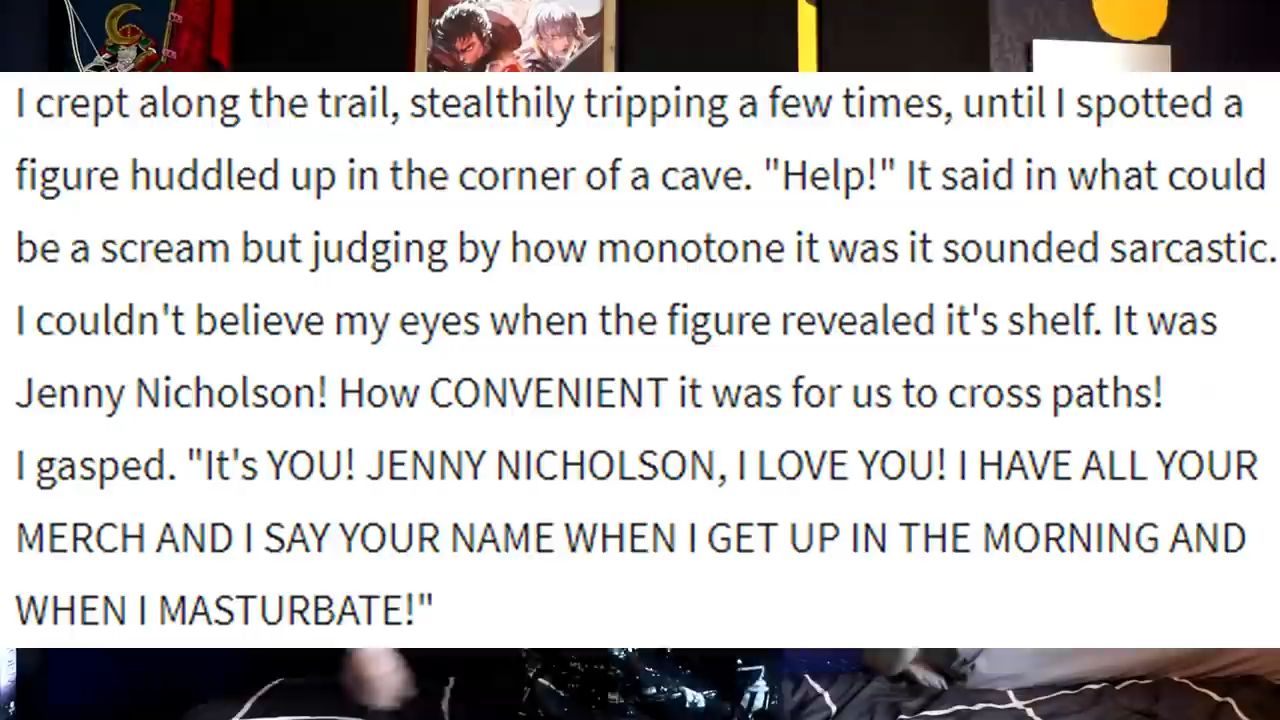 I crept along the trail, stealthily tripping a few times, until I spotted a
figure huddled up in the corner of a cave. "Help!" It said in what could
be a scream but judging by how monotone it was it sounded sarcastic.
I couldn't believe my eyes when the figure revealed it's shelf. It was
Jenny Nicholson! How CONVENIENT it was for us to cross paths!
I gasped. "It's YOU! JENNY NICHOLSON, I LOVE YOU! I HAVE ALL YOUR
MERCH AND I SAY YOUR NAME WHEN I GET UP IN THE MORNING AND
WHEN I MASTURBATE!"